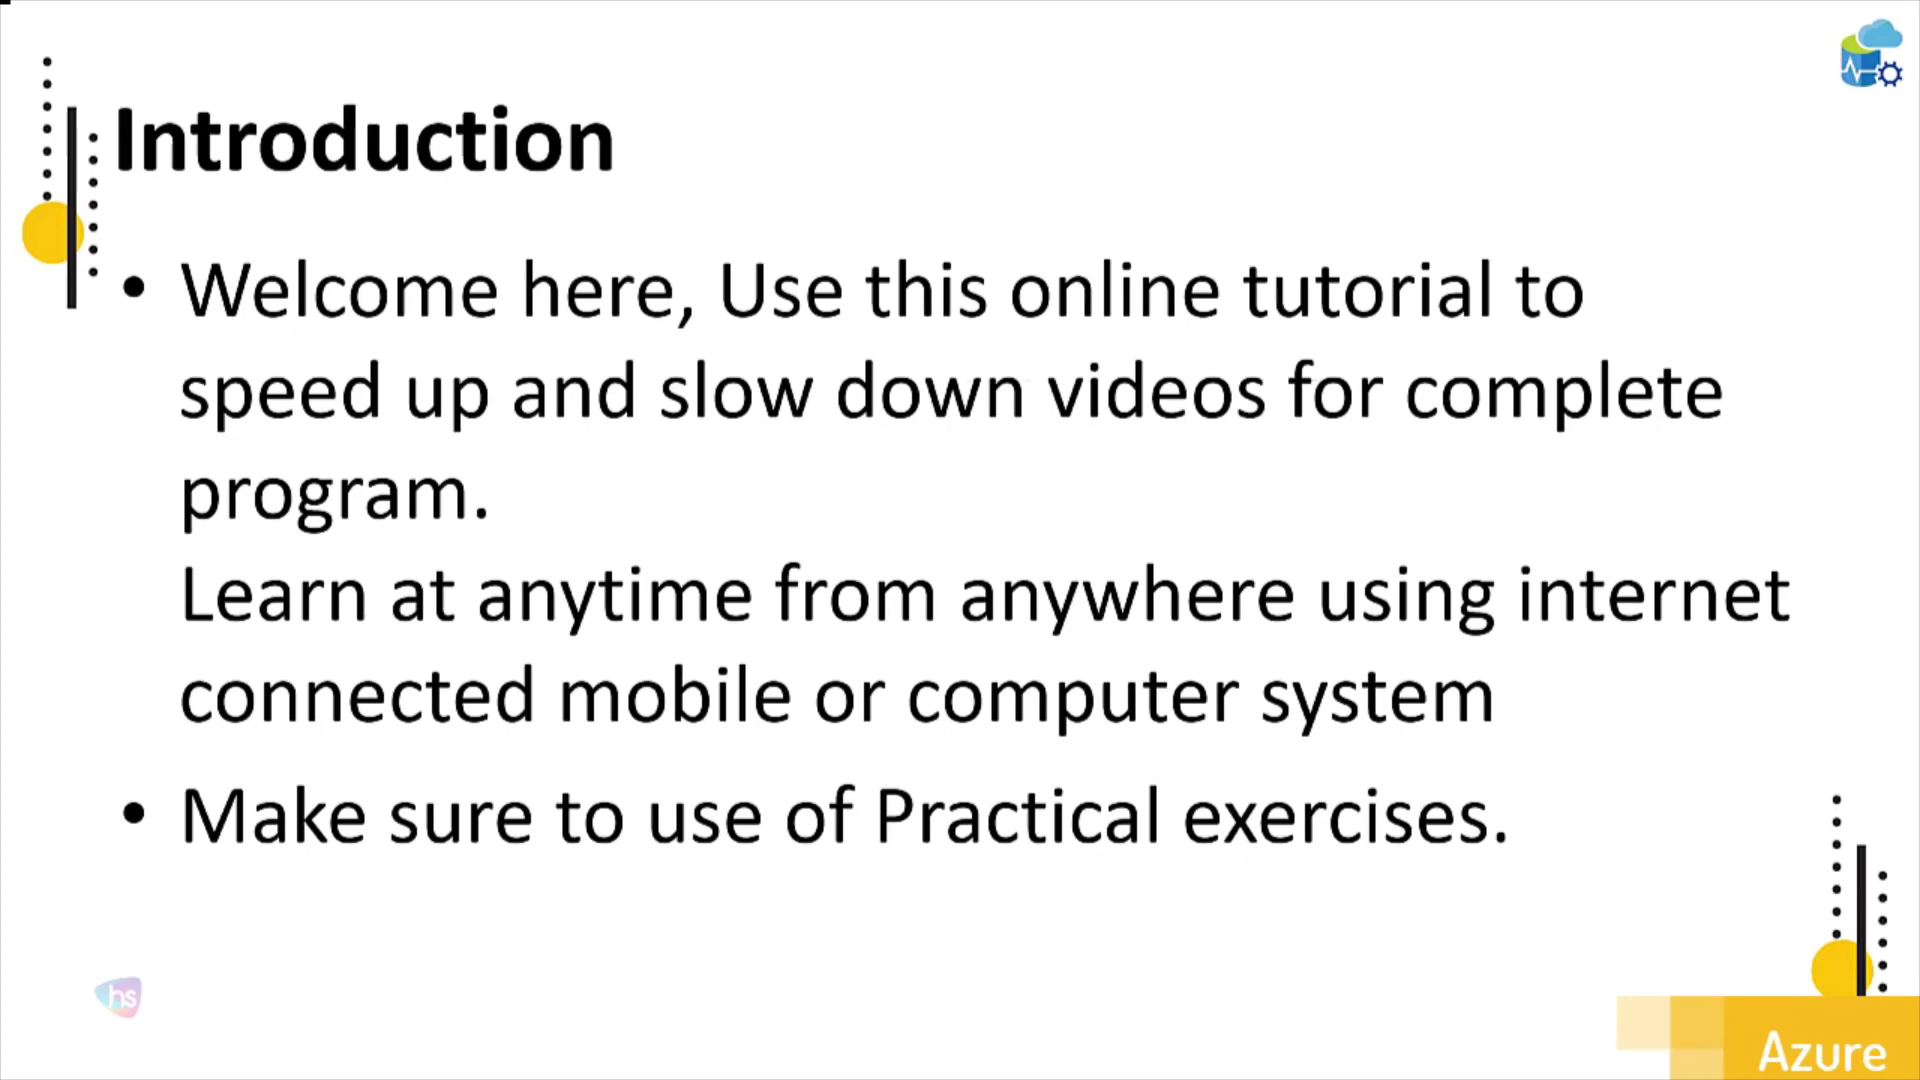 Introduction
• Welcome here, Use this online tutorial to
speed up and slow down videos for complete
program.
Learn at anytime from anywhere using internet
connected mobile or computer system
• Make sure to use of Practical exercises.
hs
Azure